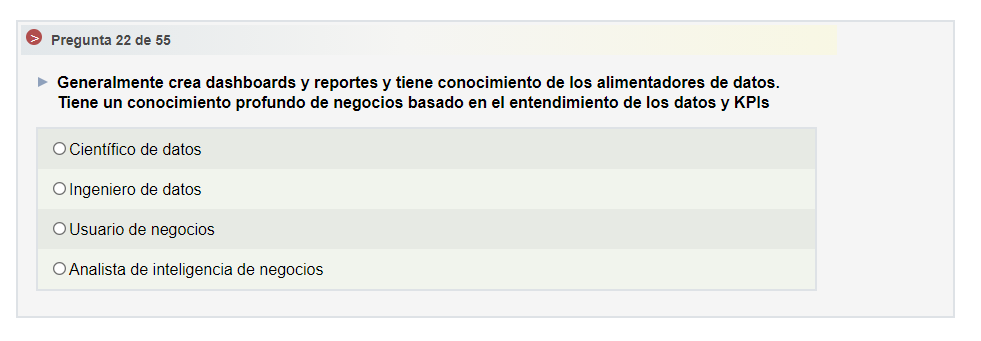 Pregunta 22 de 55
Generalmente crea dashboards y reportes y tiene conocimiento de los alimentadores de datos.
Tiene un conocimiento profundo de negocios basado en el entendimiento de los datos y KPIs
Científico de datos
Ingeniero de datos
Usuario de negocios
Analista de inteligencia de negocios